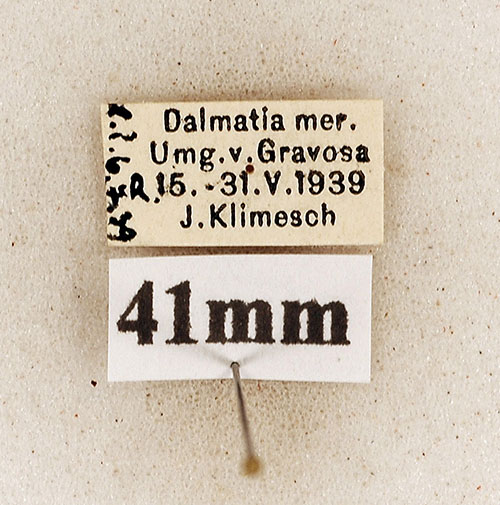 Dalmatia mer.
Umg.v.Gravosa
15.-31.V.1939
J.Klimesch
41mm